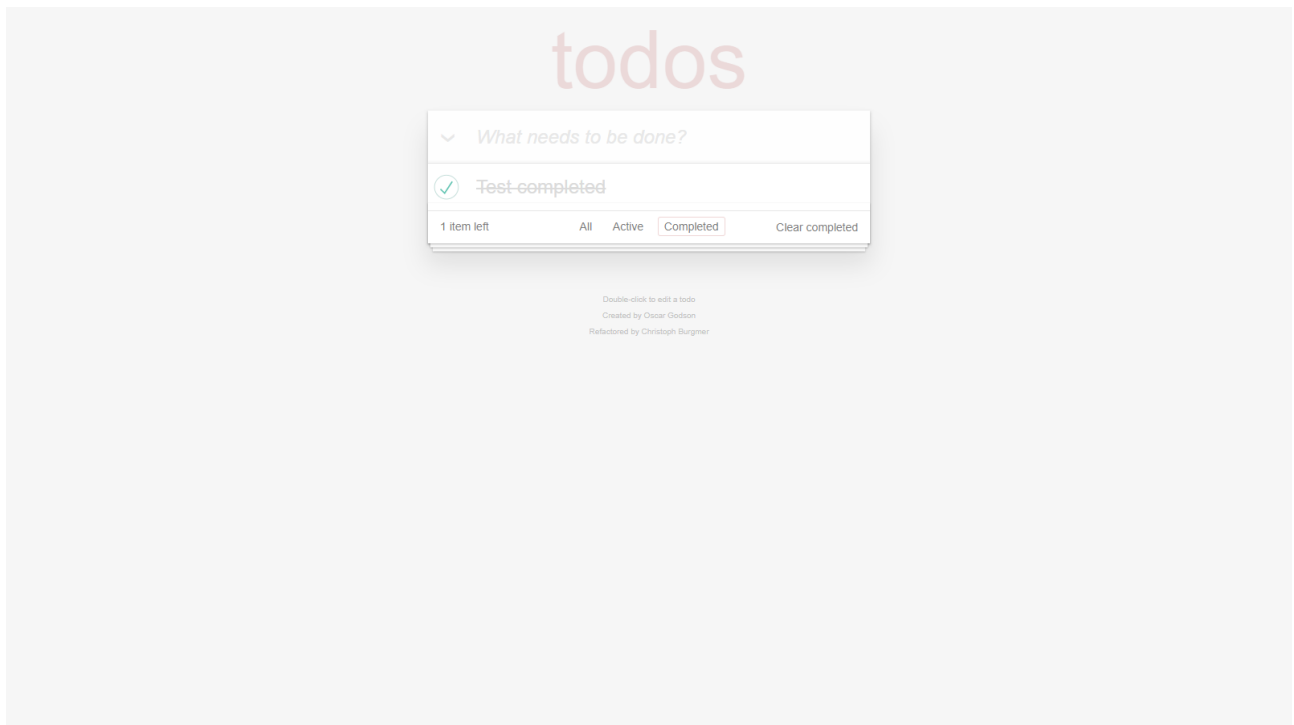 todos
What needs to be done?
Test completed
1 item left All Active Completed Clear completed
Double-click to edit a todo
Created by Oscar Godson
Refactored by Christoph Burgmer